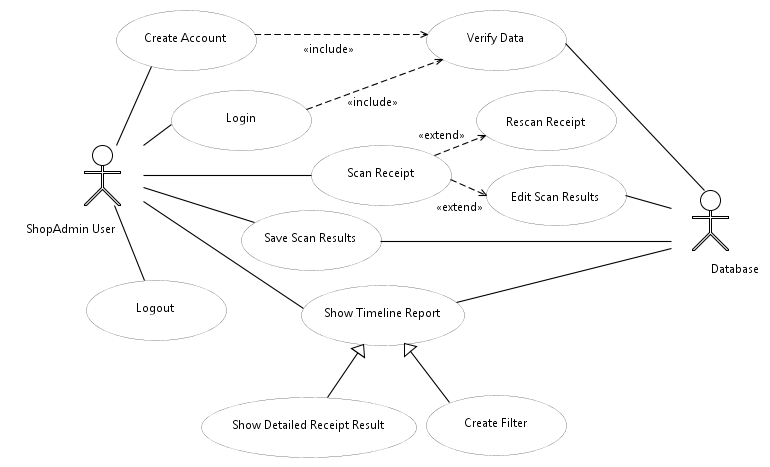 Create Account
Verify Data
«include»
«include»
Login
Rescan Receipt
«extend»
Scan Receipt
Edit Scan Results
«extend»
ShopAdmin User
Save Scan Results
Database
Logout
Show Timeline Report
Show Detailed Receipt Result
Create Filter